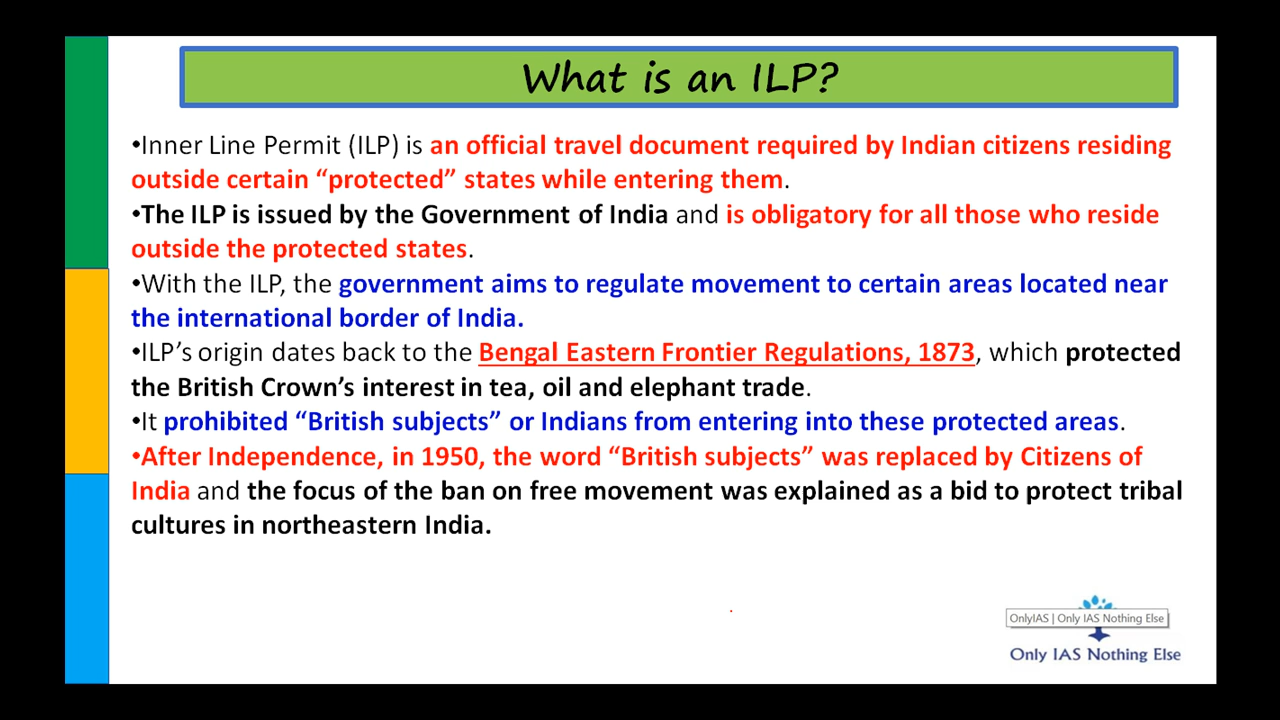 What is an ILP?
•Inner Line Permit (ILP) is an official travel document required by Indian citizens residing
outside certain “protected” states while entering them.
•The ILP is issued by the Government of India and is obligatory for all those who reside
outside the protected states.
•With the ILP, the government aims to regulate movement to certain areas located near
the international border of India.
•ILP’s origin dates back to the Bengal Eastern Frontier Regulations, 1873, which protected
the British Crown’s interest in tea, oil and elephant trade.
•It prohibited “British subjects” or Indians from entering into these protected areas.
•After Independence, in 1950, the word “British subjects” was replaced by Citizens of
India and the focus of the ban on free movement was explained as a bid to protect tribal
cultures in northeastern India.
OnlyIAS | Only IAS Nothing Else
Only IAS Nothing Else